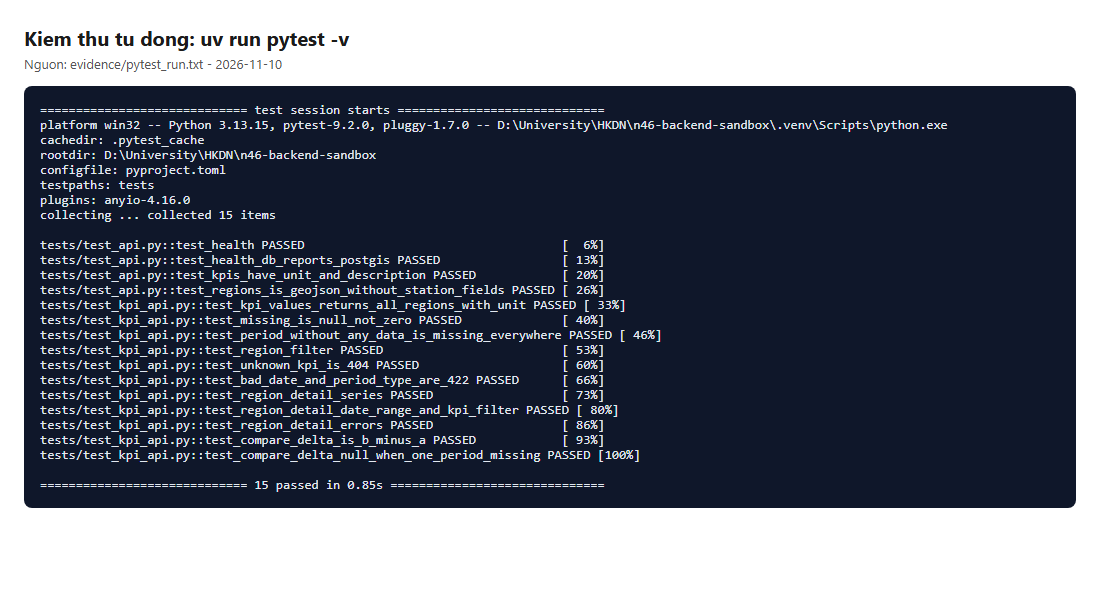 Kiem thu tu dong: uv run pytest -v
Nguon: evidence/pytest_run.txt - 2026-11-10
============================= test session starts =============================
platform win32 -- Python 3.13.15, pytest-9.2.0, pluggy-1.7.0 -- D:\University\HKDN\n46-backend-sandbox\.venv\Scripts\python.exe
cachedir: .pytest_cache
rootdir: D:\University\HKDN\n46-backend-sandbox
configfile: pyproject.toml
testpaths: tests
plugins: anyio-4.16.0
collecting ... collected 15 items
tests/test_api.py::test_health PASSED                                    [  6%]
tests/test_api.py::test_health_db_reports_postgis PASSED                 [ 13%]
tests/test_api.py::test_kpis_have_unit_and_description PASSED            [ 20%]
tests/test_api.py::test_regions_is_geojson_without_station_fields PASSED [ 26%]
tests/test_kpi_api.py::test_kpi_values_returns_all_regions_with_unit PASSED [ 33%]
tests/test_kpi_api.py::test_missing_is_null_not_zero PASSED              [ 40%]
tests/test_kpi_api.py::test_period_without_any_data_is_missing_everywhere PASSED [ 46%]
tests/test_kpi_api.py::test_region_filter PASSED                         [ 53%]
tests/test_kpi_api.py::test_unknown_kpi_is_404 PASSED                    [ 60%]
tests/test_kpi_api.py::test_bad_date_and_period_type_are_422 PASSED      [ 66%]
tests/test_kpi_api.py::test_region_detail_series PASSED                  [ 73%]
tests/test_kpi_api.py::test_region_detail_date_range_and_kpi_filter PASSED [ 80%]
tests/test_kpi_api.py::test_region_detail_errors PASSED                  [ 86%]
tests/test_kpi_api.py::test_compare_delta_is_b_minus_a PASSED            [ 93%]
tests/test_kpi_api.py::test_compare_delta_null_when_one_period_missing PASSED [100%]
============================= 15 passed in 0.85s ==============================